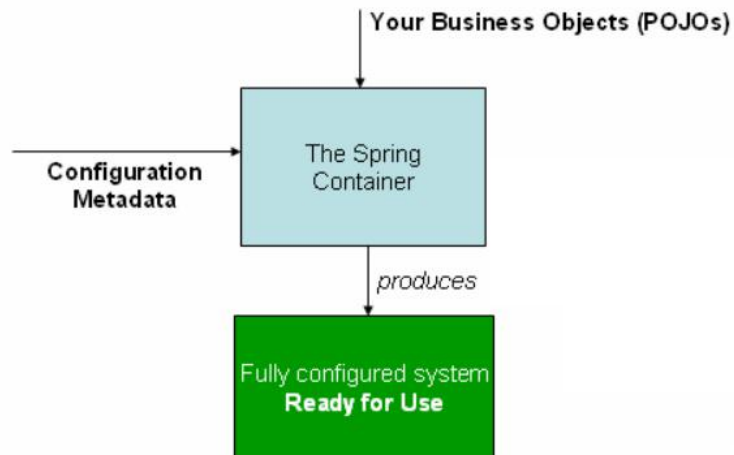 Your Business Objects (POJOs)
The Spring
Container
Configuration
Metadata
produces
Fully configured system
Ready for Use